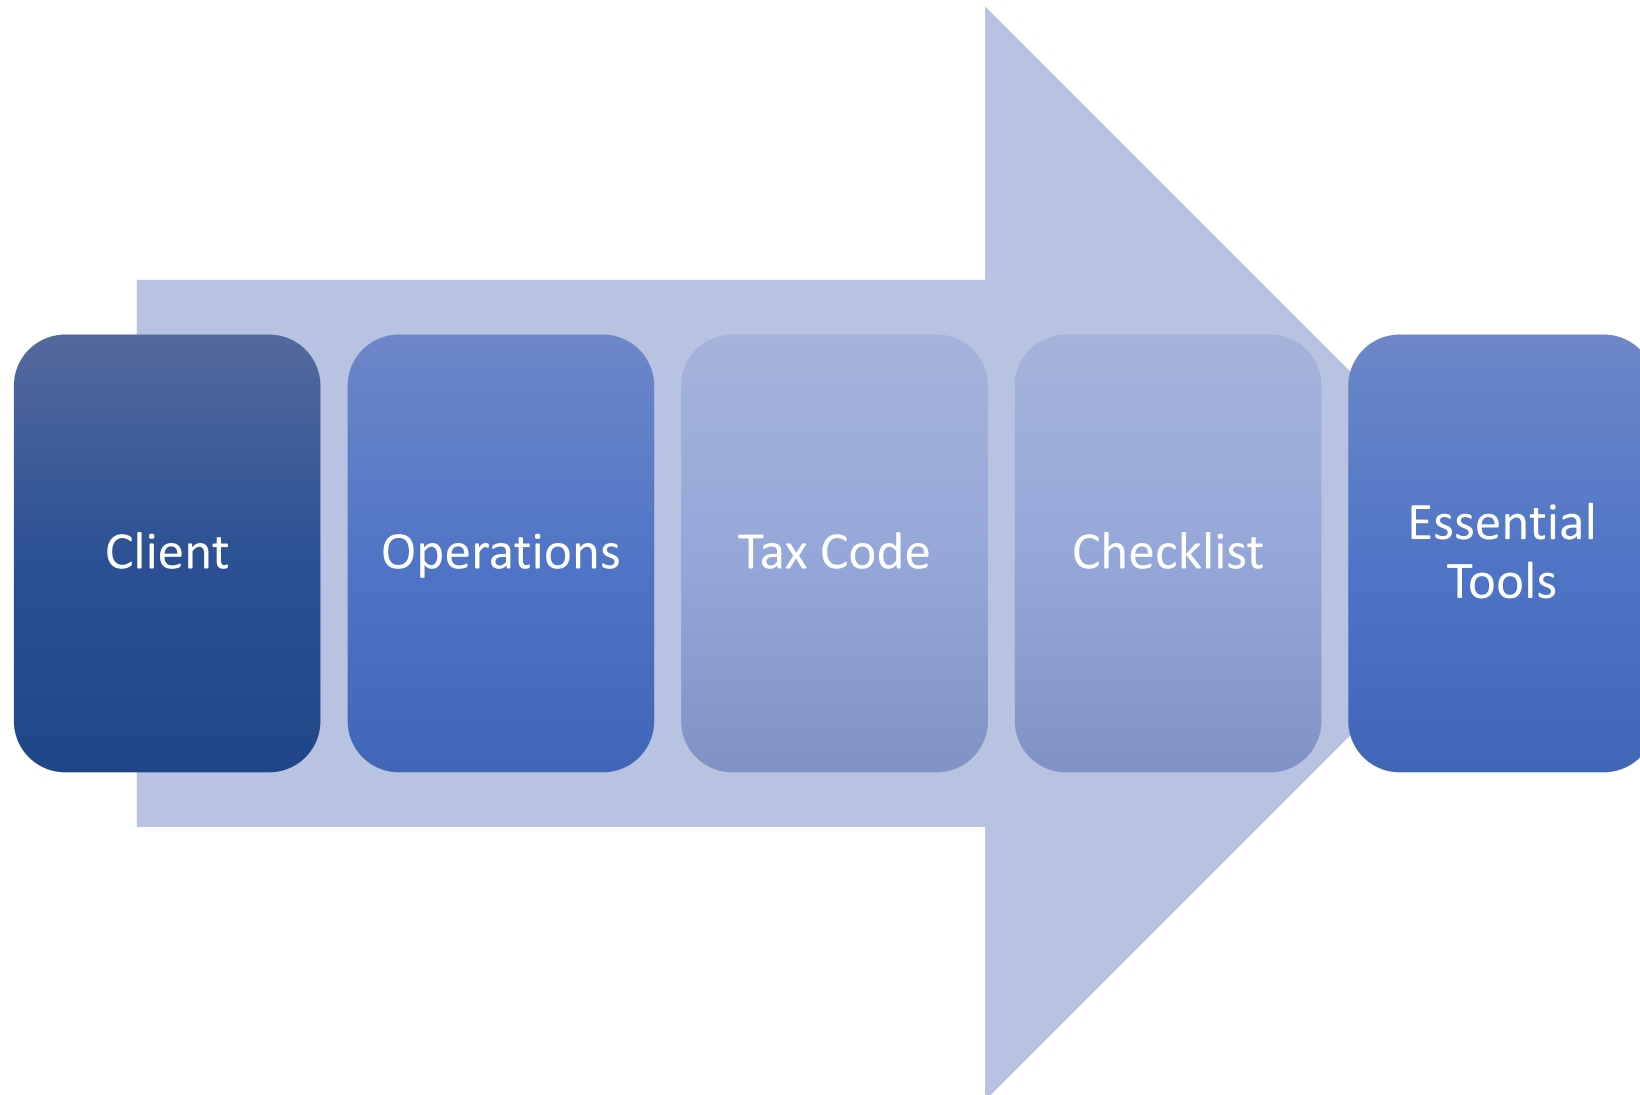 Client
Operations
Tax Code
Checklist
Essential
Tools